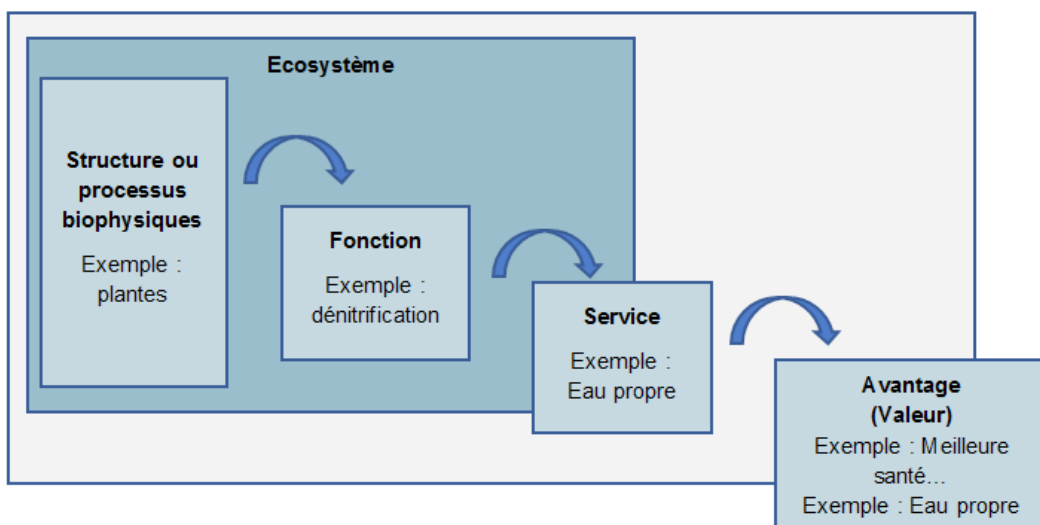 Ecosystème
Structure ou
processus
biophysiques
Exemple :
plantes
Fonction
Exemple :
dénitrification
Service
Exemple :
Eau propre
Avantage
(Valeur)
Exemple : Meilleure
santé…
Exemple : Eau propre